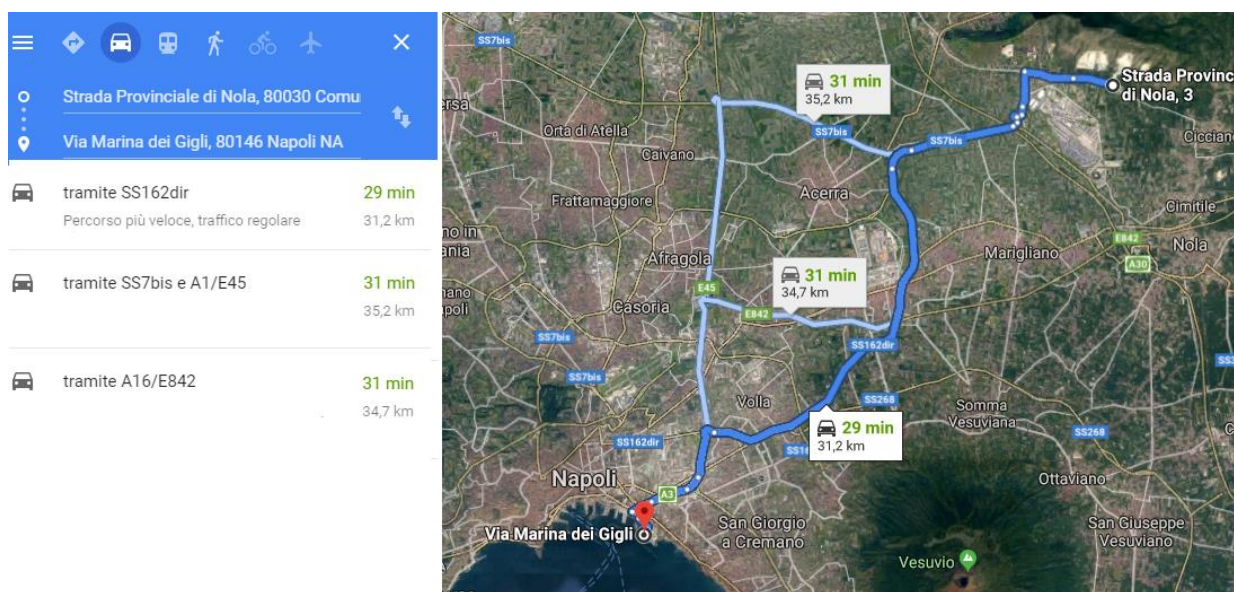 Strada Provinciale di Nola, 80030 Comu
Via Marina dei Gigli, 80146 Napoli NA
tramite SS162dir
29 min
Percorso più veloce, traffico regolare
31,2 km
tramite SS7bis e A1/E45
31 min
35,2 km
tramite A16/E842
31 min
34,7 km
SS7bis
31 min
35,2 km
Strada Provinc
di Nola, 3
ersa
Orta di Atella
SS7bis
SS7bis
Cicciano
Caivano
Acerra
Frattamaggiore
Cimitile
no in
ania
Afragola
Marigliano
E842
Nola
A30
31 min
34,7 km
E45
Casoria
E842
SS162dir
SS7bis
SS7bis
Volla
SS268
Somma
Vesuviana
SS268
29 min
31,2 km
SS162dir
Napoli
Ottaviano
A3
Via Marina dei Gigli
San Giorgio
a Cremano
San Giuseppe
Vesuviano
Vesuvio